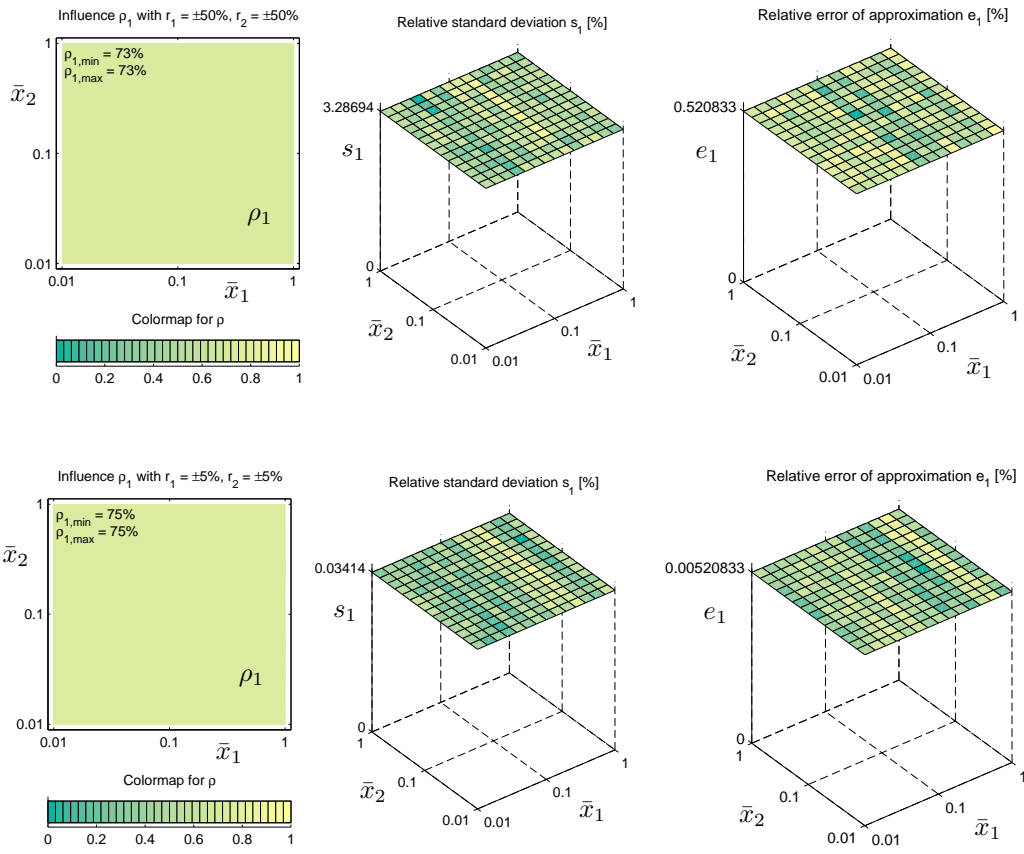 Influence ρ1 with r1 = ±50%, r2 = ±50%
1
ρ1,min = 73%
ρ1,max = 73%
x̄2
0.1
ρ1
0.01
0.01
0.1
1
x̄1
Colormap for ρ
0 0.2 0.4 0.6 0.8 1
Relative standard deviation s1 [%]
3.28694
s1
0
1
1
x̄2
0.1
0.1
x̄1
0.01
0.01
Relative error of approximation e1 [%]
0.520833
e1
0
1
1
x̄2
0.1
0.1
x̄1
0.01
0.01
Influence ρ1 with r1 = ±5%, r2 = ±5%
1
ρ1,min = 75%
ρ1,max = 75%
x̄2
0.1
ρ1
0.01
0.01
0.1
1
x̄1
Colormap for ρ
0 0.2 0.4 0.6 0.8 1
Relative standard deviation s1 [%]
0.03414
s1
0
1
1
x̄2
0.1
0.1
x̄1
0.01
0.01
Relative error of approximation e1 [%]
0.00520833
e1
0
1
1
x̄2
0.1
0.1
x̄1
0.01
0.01